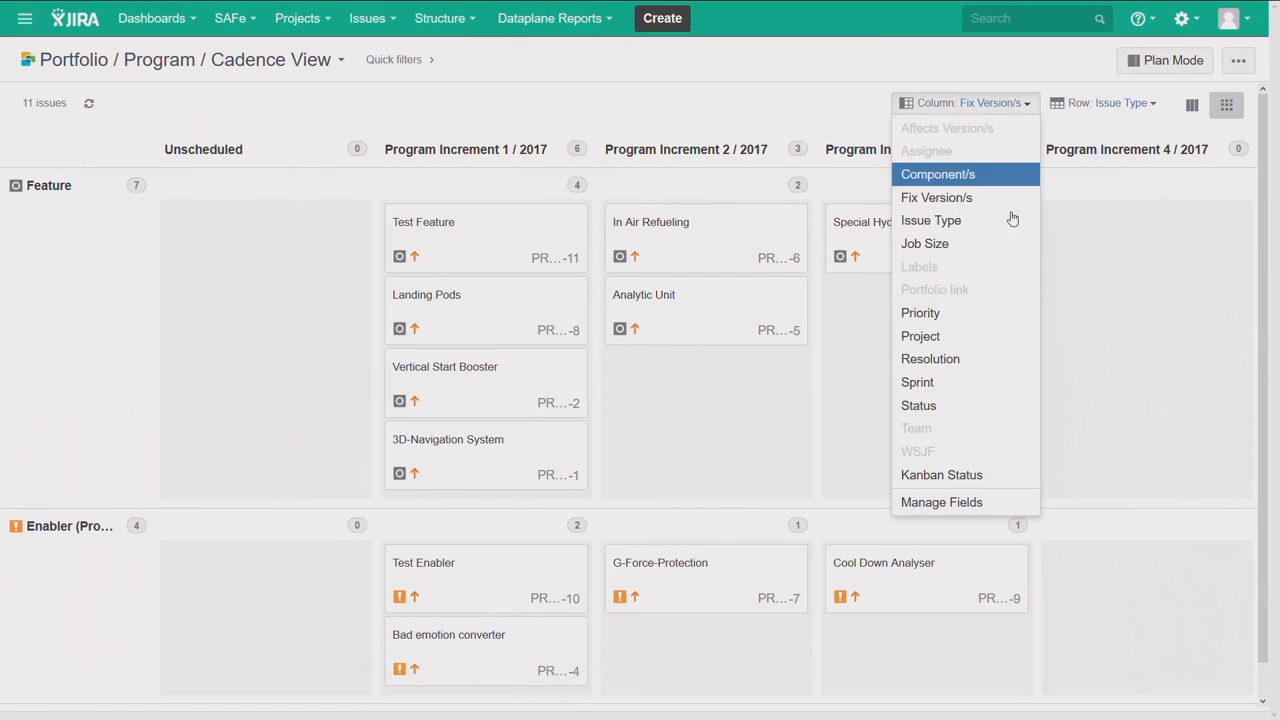 JIRA Dashboards SAFe Projects Issues Structure Dataplane Reports Create Search
Portfolio / Program / Cadence View Quick filters Plan Mode
11 issues Column: Fix Version/s Row: Issue Type
Affects Version/s
Assignee
Component/s
Fix Version/s
Issue Type
Job Size
Labels
Portfolio link
Priority
Project
Resolution
Sprint
Status
Team
WSJF
Kanban Status
Manage Fields
Unscheduled 0 Program Increment 1 / 2017 6 Program Increment 2 / 2017 3 Program In Program Increment 4 / 2017 0
Feature 7 4 2
Test Feature In Air Refueling Special Hyd
PR...-11 PR...-6
Landing Pods Analytic Unit
PR...-8 PR...-5
Vertical Start Booster
PR...-2
3D-Navigation System
PR...-1
Enabler (Pro... 4 0 2 1 1
Test Enabler G-Force-Protection Cool Down Analyser
PR...-10 PR...-7 PR...-9
Bad emotion converter
PR...-4